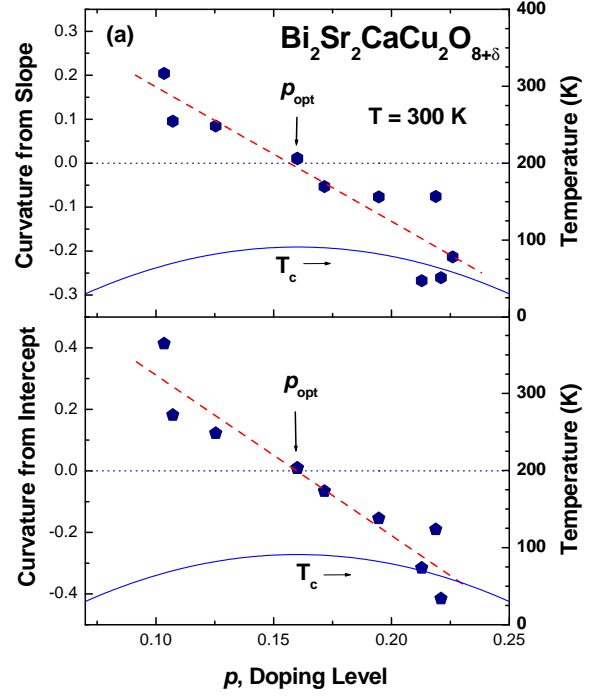 (a)
Bi2Sr2CaCu2O8+δ
popt
T = 300 K
Tc
Curvature from Slope
0.3
0.2
0.1
0.0
-0.1
-0.2
-0.3
Temperature (K)
400
300
200
100
0
popt
Tc
Curvature from Intercept
0.4
0.2
0.0
-0.2
-0.4
Temperature (K)
300
200
100
0
0.10
0.15
0.20
0.25
p, Doping Level